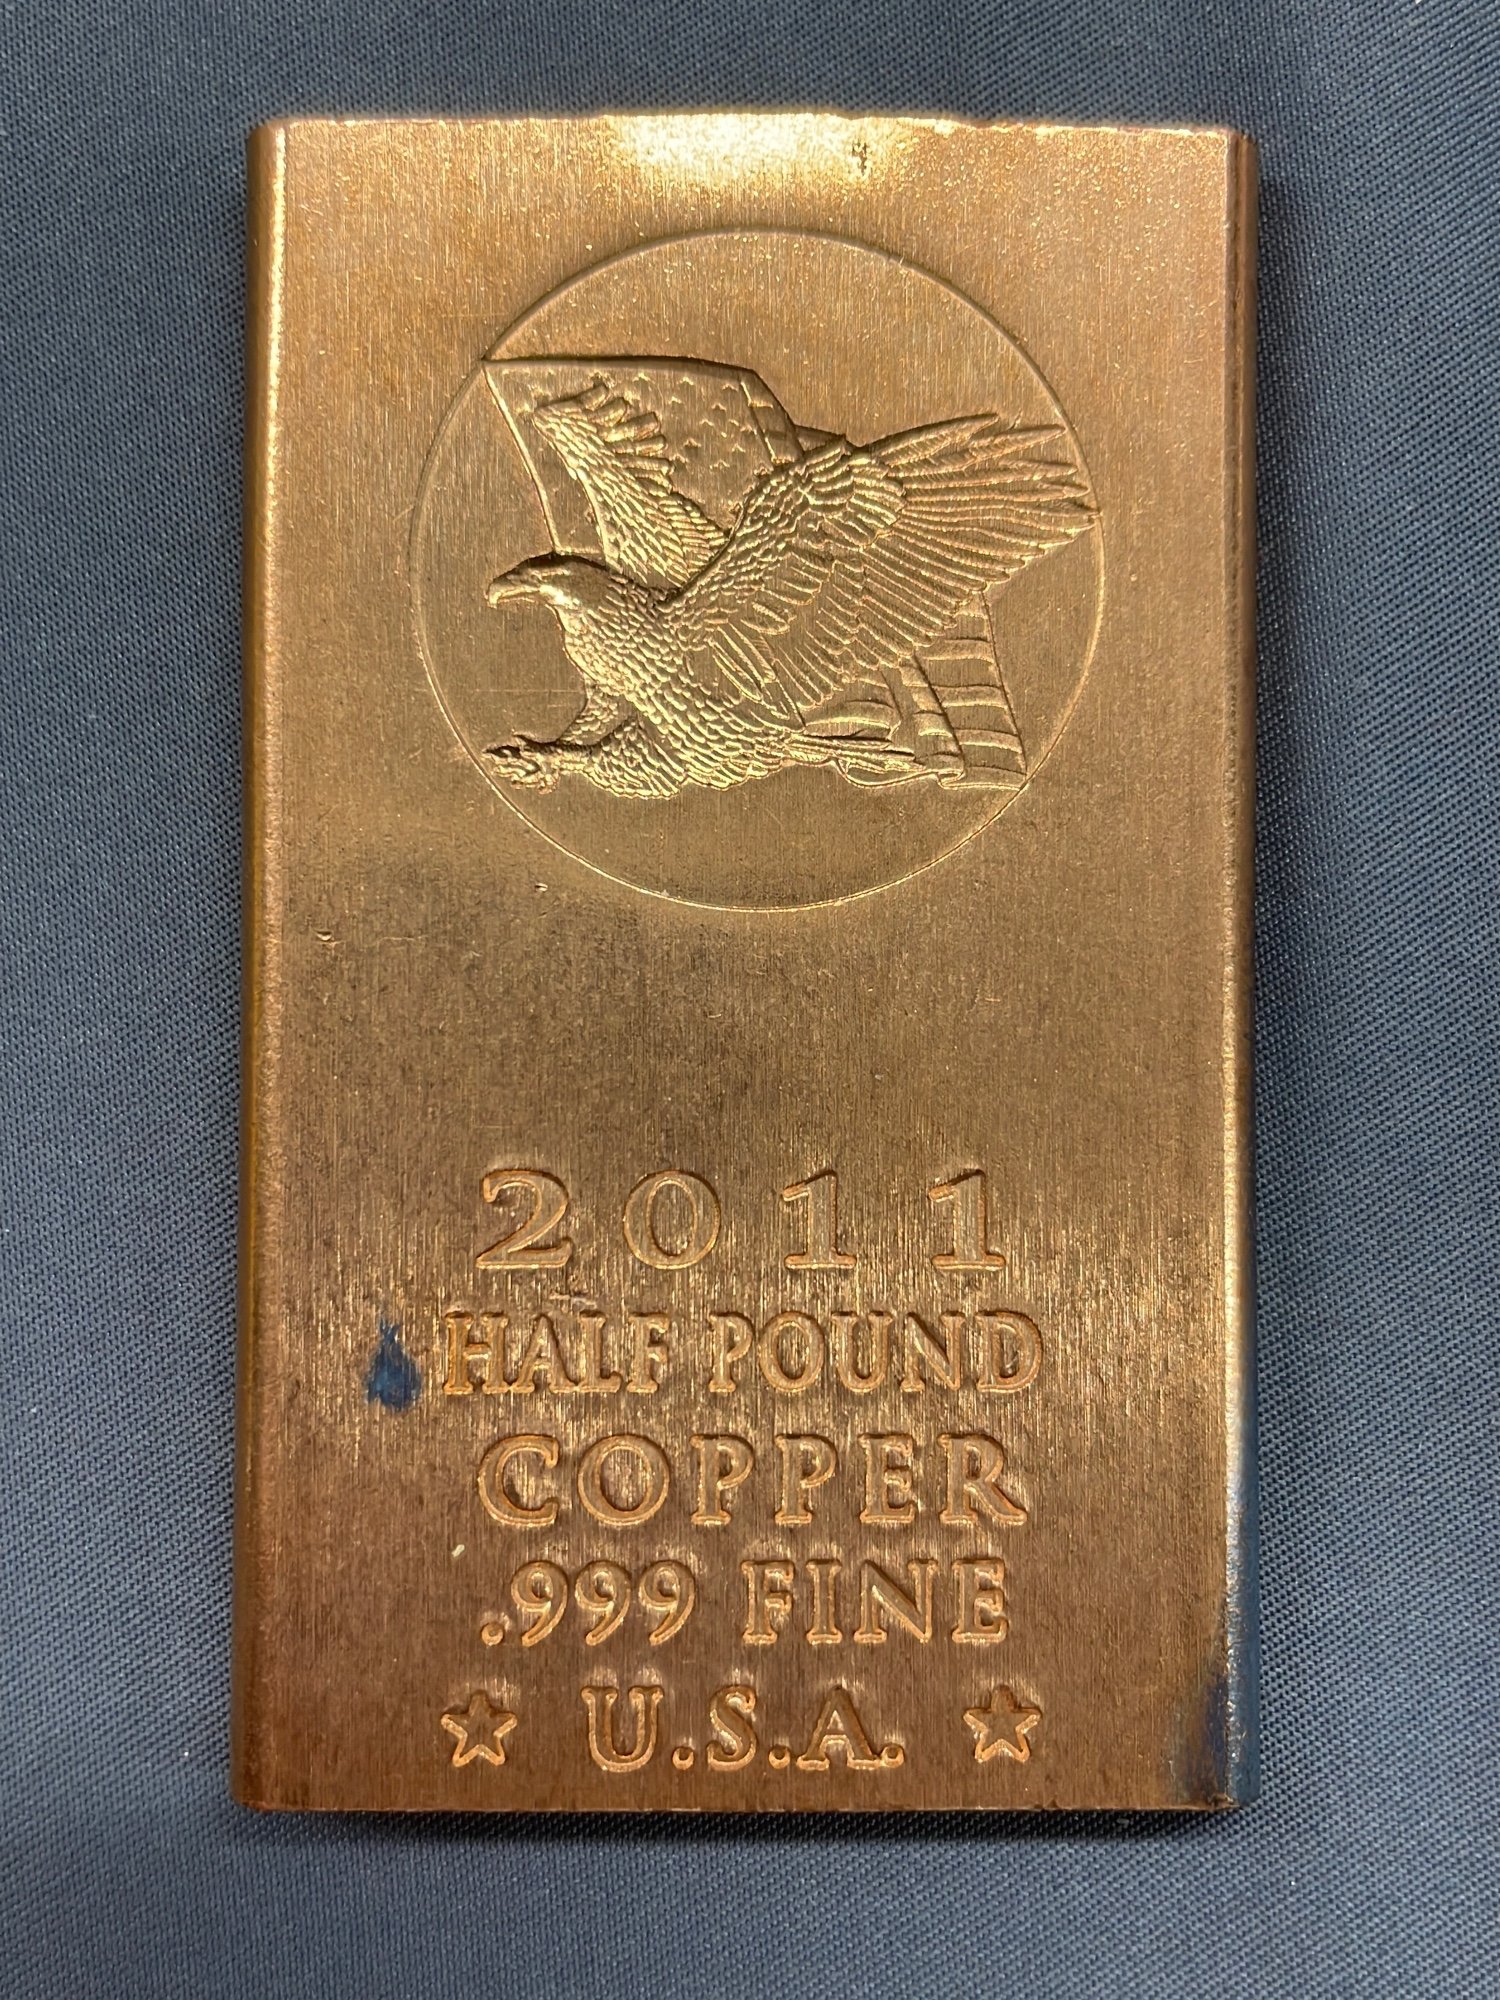 2011
HALF POUND
COPPER
.999 FINE
★ U.S.A. ★